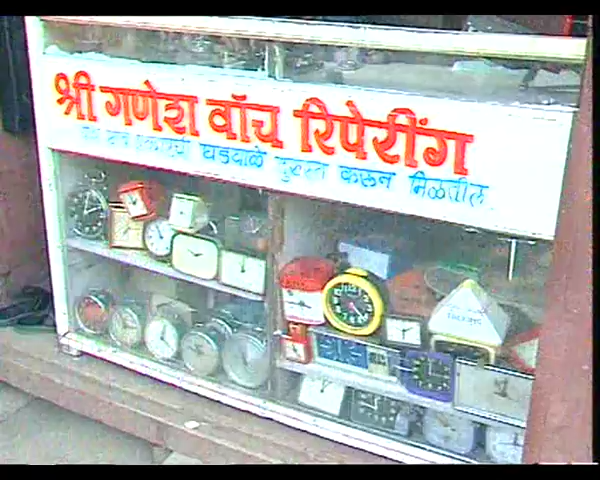 श्री गणेश वॉच रिपेरींग
घड्याळे दुरुस्त करून मिळतील.